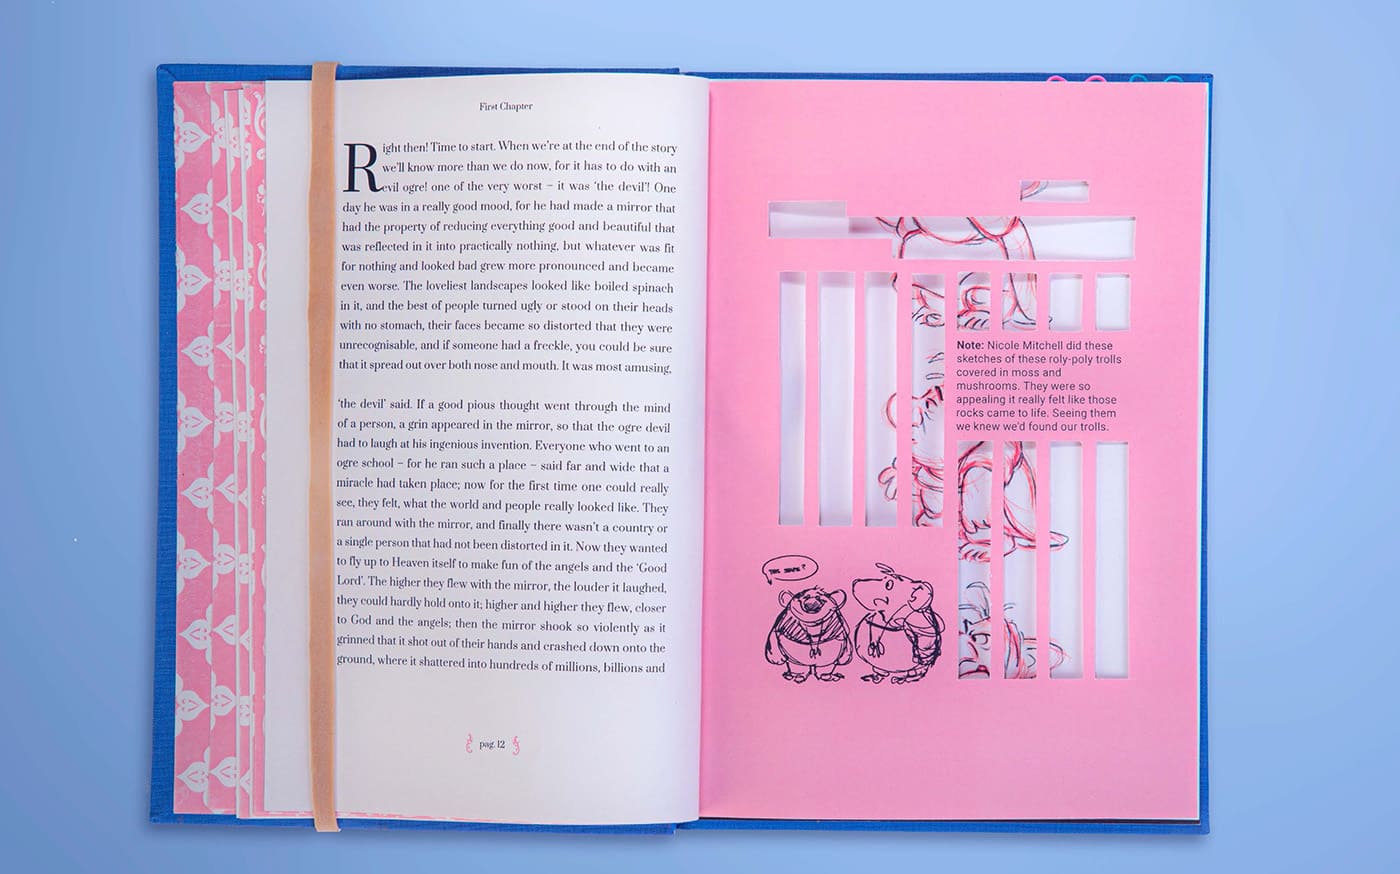 First Chapter
Right then! Time to start. When we're at the end of the story
we'll know more than we do now, for it has to do with an
evil ogre! one of the very worst – it was 'the devil'! One
day he was in a really good mood, for he had made a mirror that
had the property of reducing everything good and beautiful that
was reflected in it into practically nothing, but whatever was fit
for nothing and looked bad grew more pronounced and became
even worse. The loveliest landscapes looked like boiled spinach
in it, and the best of people turned ugly or stood on their heads
with no stomach, their faces became so distorted that they were
unrecognisable, and if someone had a freckle, you could be sure
that it spread out over both nose and mouth. It was most amusing,
'the devil' said. If a good pious thought went through the mind
of a person, a grin appeared in the mirror, so that the ogre devil
had to laugh at his ingenious invention. Everyone who went to an
ogre school – for he ran such a place – said far and wide that a
miracle had taken place; now for the first time one could really
see, they felt, what the world and people really looked like. They
ran around with the mirror, and finally there wasn't a country or
a single person that had not been distorted in it. Now they wanted
to fly up to Heaven itself to make fun of the angels and the 'Good
Lord'. The higher they flew with the mirror, the louder it laughed,
they could hardly hold onto it; higher and higher they flew, closer
to God and the angels; then the mirror shook so violently as it
grinned that it shot out of their hands and crashed down onto the
ground, where it shattered into hundreds of millions, billions and
pag. 12
Note: Nicole Mitchell did these
sketches of these roly-poly trolls
covered in moss and
mushrooms. They were so
appealing it really felt like those
rocks came to life. Seeing them
we knew we'd found our trolls.